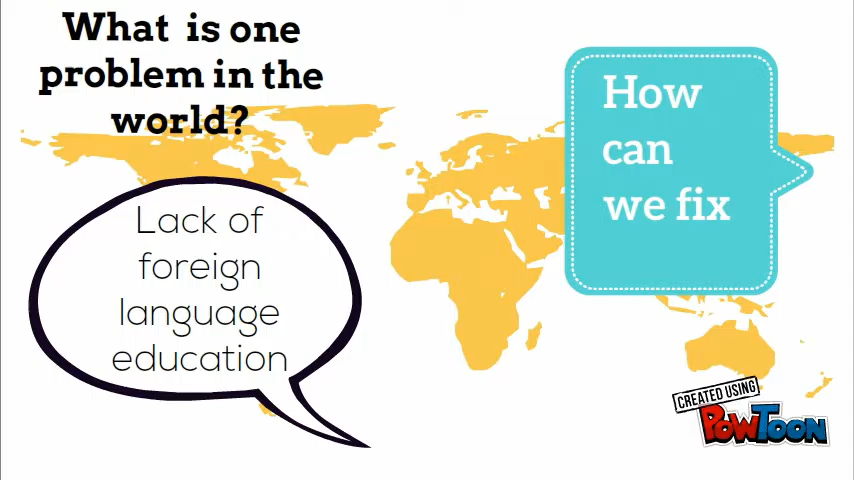 What is one
problem in the
world?
Lack of
foreign
language
education
How
can
we fix
CREATED USING
POWTOON